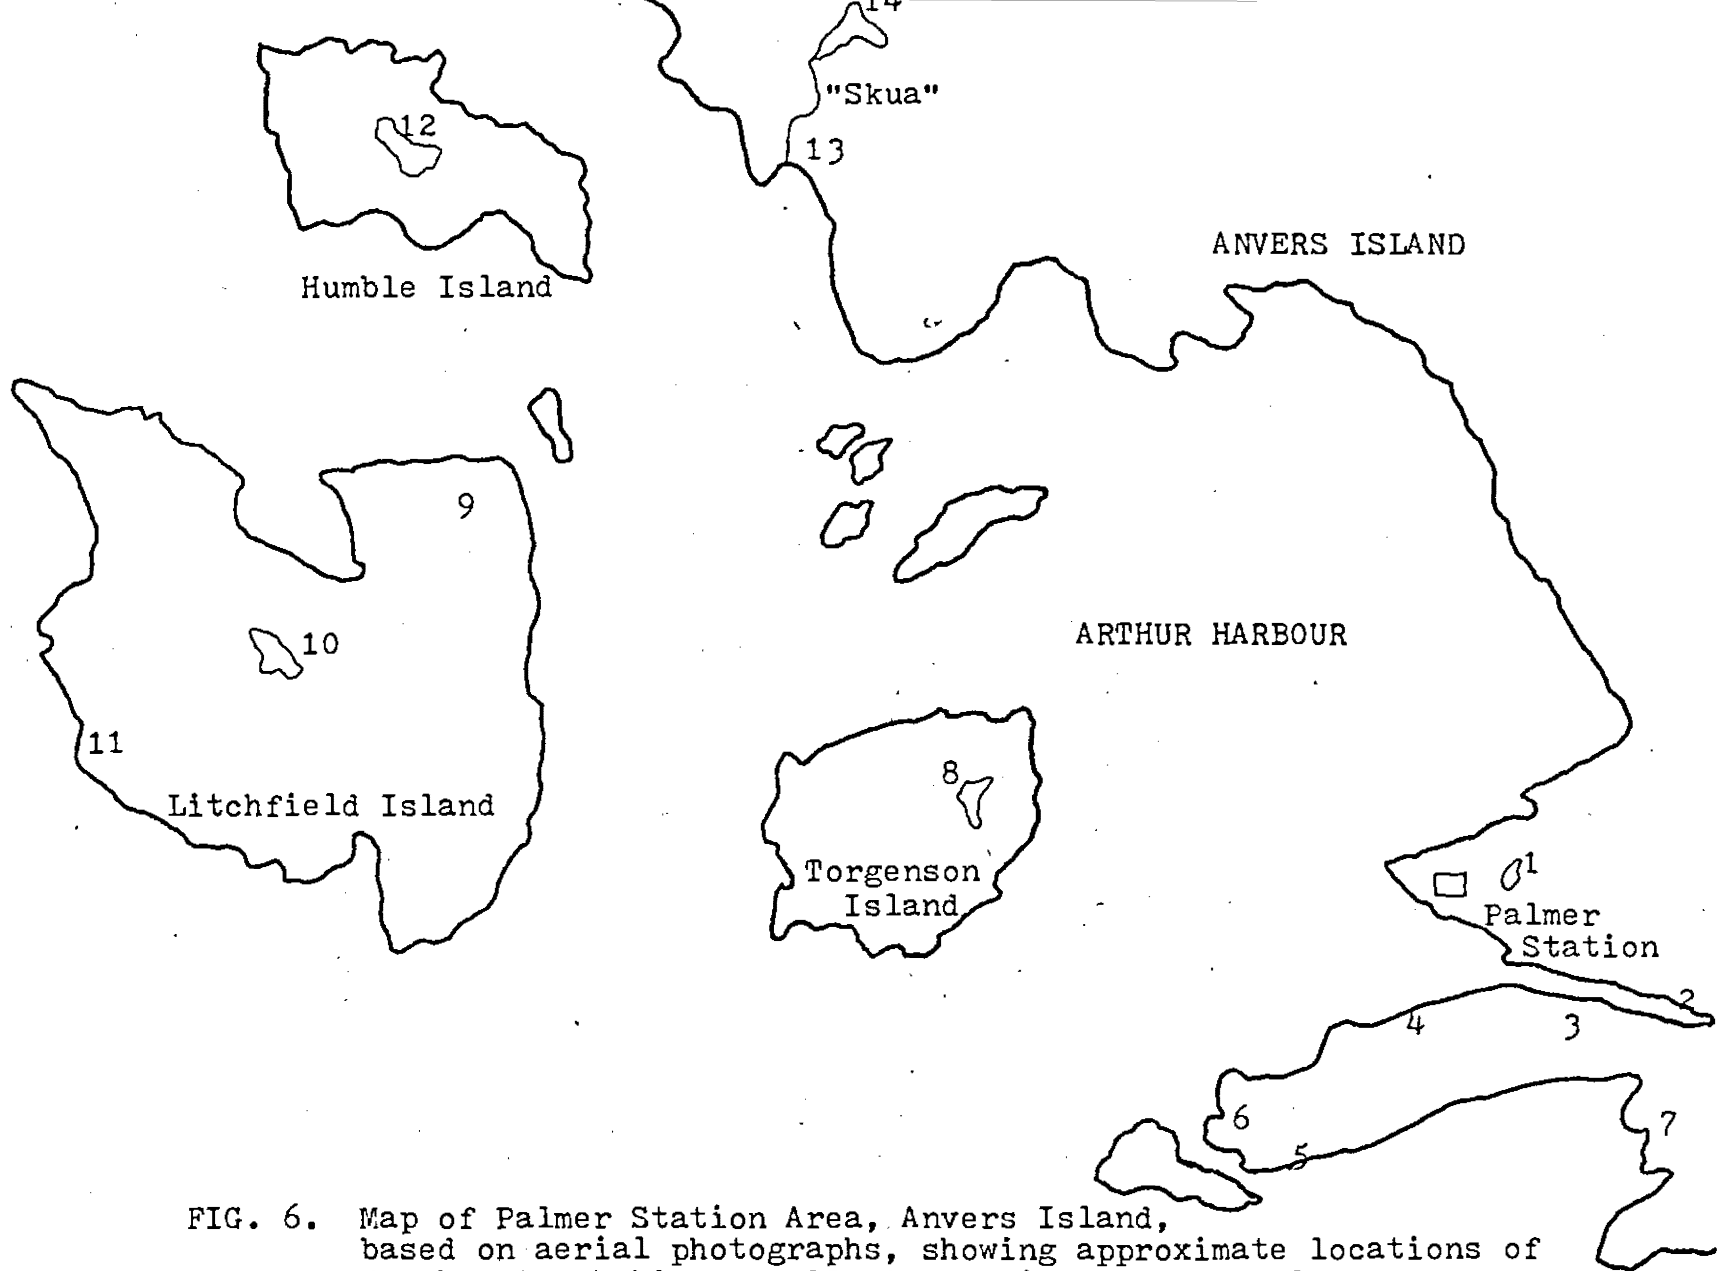 14
"Skua"
12
13
ANVERS ISLAND
Humble Island
9
ARTHUR HARBOUR
10
11
8
Litchfield Island
1
Torgenson
Island
Palmer
Station
2
4
3
6
7
5
FIG. 6. Map of Palmer Station Area, Anvers Island,
based on aerial photographs, showing approximate locations of